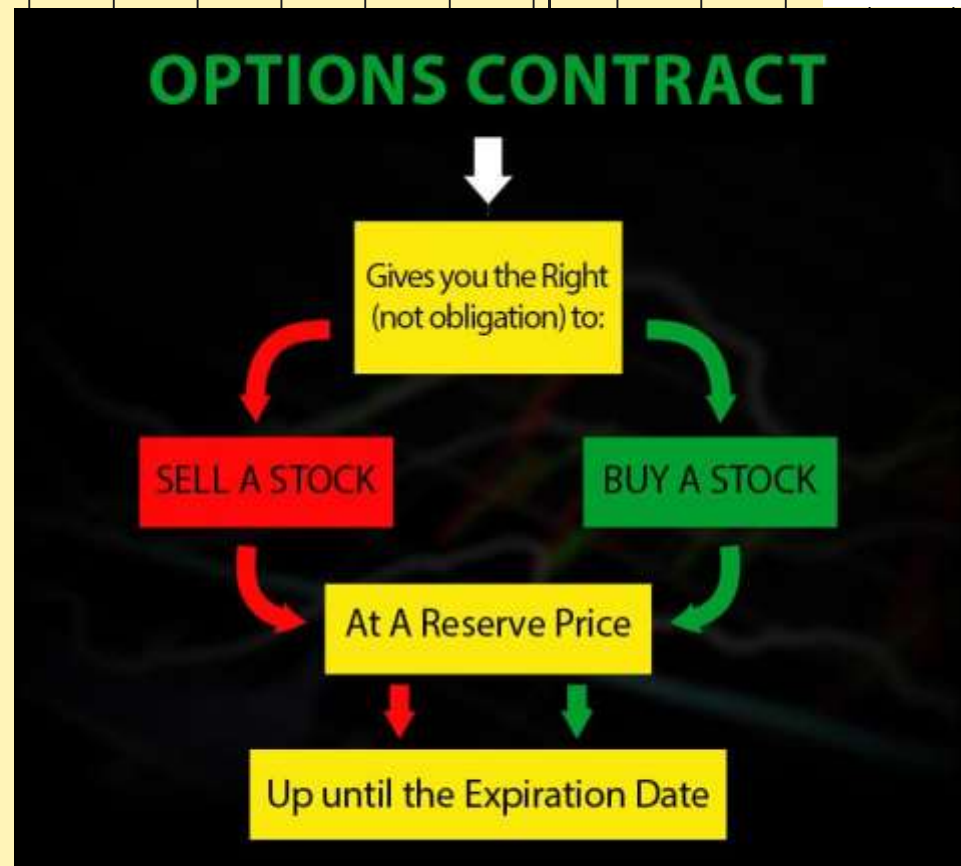 OPTIONS CONTRACT
Gives you the Right
(not obligation) to:
SELL A STOCK
BUY A STOCK
At A Reserve Price
Up until the Expiration Date